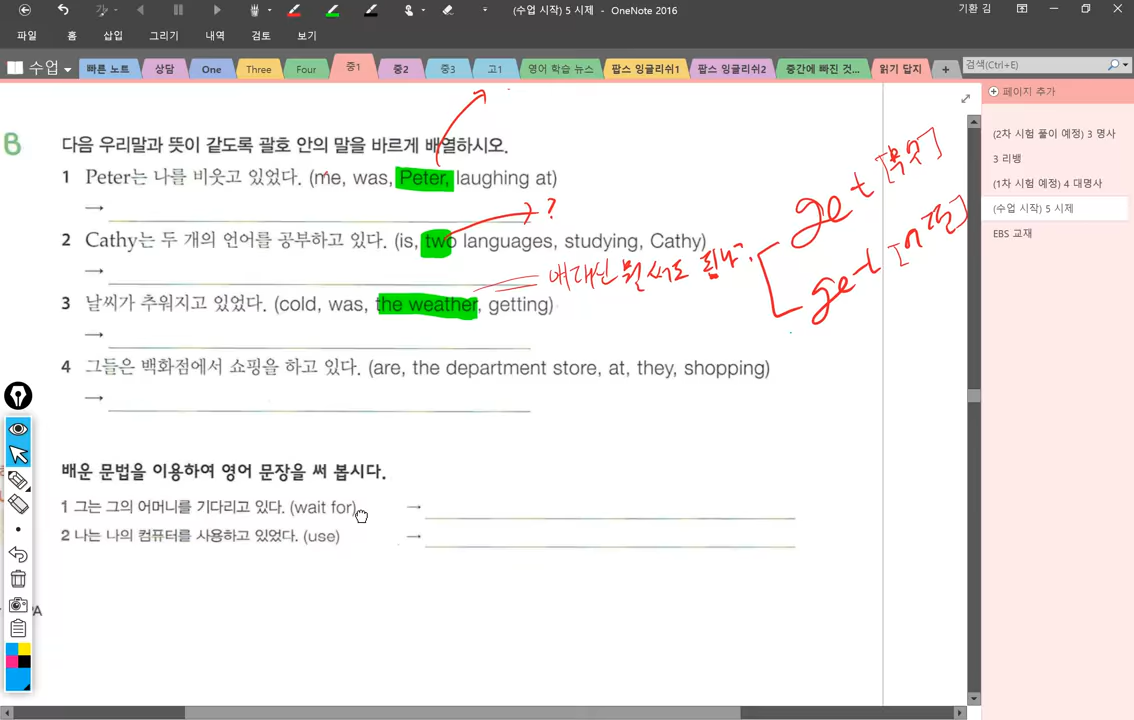 (수업 시작) 5 시제 - OneNote 2016
기환 김
파일 홈 삽입 그리기 내역 검토 보기
수업 빠른 노트 상담 One Three Four 중1 중2 중3 고1 영어 학습 뉴스 팝스 잉글리쉬1 팝스 잉글리쉬2 중간에 빠진 것... 읽기 답지 + 검색(Ctrl+E)
페이지 추가
(2차 시험 풀이 예정) 3 명사
3 리뱅
(1차 시험 예정) 4 대명사
(수업 시작) 5 시제
EBS 교재
B 다음 우리말과 뜻이 같도록 괄호 안의 말을 바르게 배열하시오.
1 Peter는 나를 비웃고 있었다. (me, was, Peter, laughing at)
→
?
2 Cathy는 두 개의 언어를 공부하고 있다. (is, two languages, studying, Cathy)
→
3 날씨가 추워지고 있었다. (cold, was, the weather, getting)
→
4 그들은 백화점에서 쇼핑을 하고 있다. (are, the department store, at, they, shopping)
→
get
get
배운 문법을 이용하여 영어 문장을 써 봅시다.
1 그는 그의 어머니를 기다리고 있다. (wait for) →
2 나는 나의 컴퓨터를 사용하고 있었다. (use) →
PA